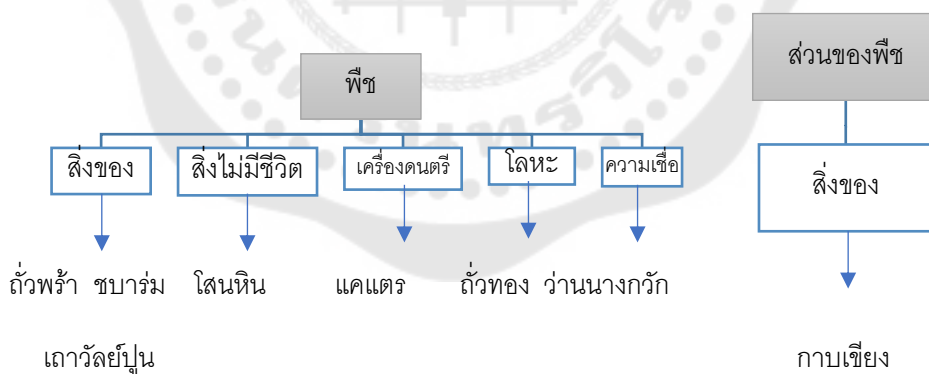 พืช
ส่วนของพืช
สิ่งของ
สิ่งไม่มีชีวิต
เครื่องดนตรี
โลหะ
ความเชื่อ
สิ่งของ
ถั่วพร้า ชบาร่ม
โสนหิน
แคแตร
ถั่วทอง
ว่านนางกวัก
เถาวัลย์ปูน
กาบเขียง